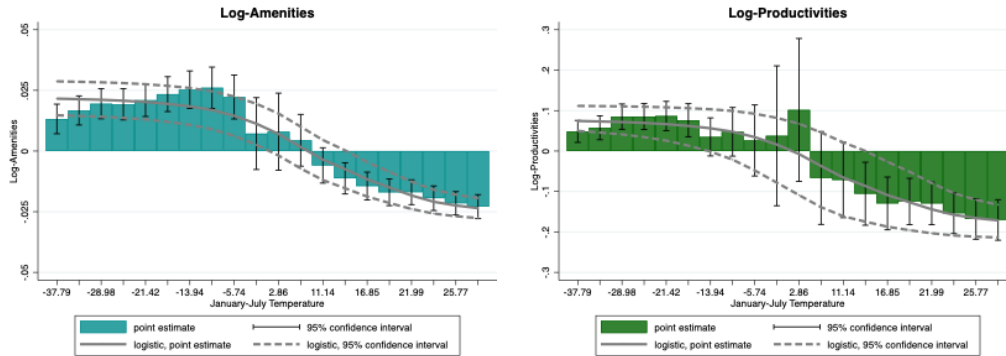 Log-Amenities
.05
.025
0
-.025
-.05
Log-Amenities
-37.79 -28.98 -21.42 -13.94 -5.74 2.86 11.14 16.85 21.99 25.77
January-July Temperature
point estimate 95% confidence interval
logistic, point estimate logistic, 95% confidence interval
Log-Productivities
.3
.2
.1
0
-.1
-.2
-.3
Log-Productivities
-37.79 -28.98 -21.42 -13.94 -5.74 2.86 11.14 16.85 21.99 25.77
January-July Temperature
point estimate 95% confidence interval
logistic, point estimate logistic, 95% confidence interval